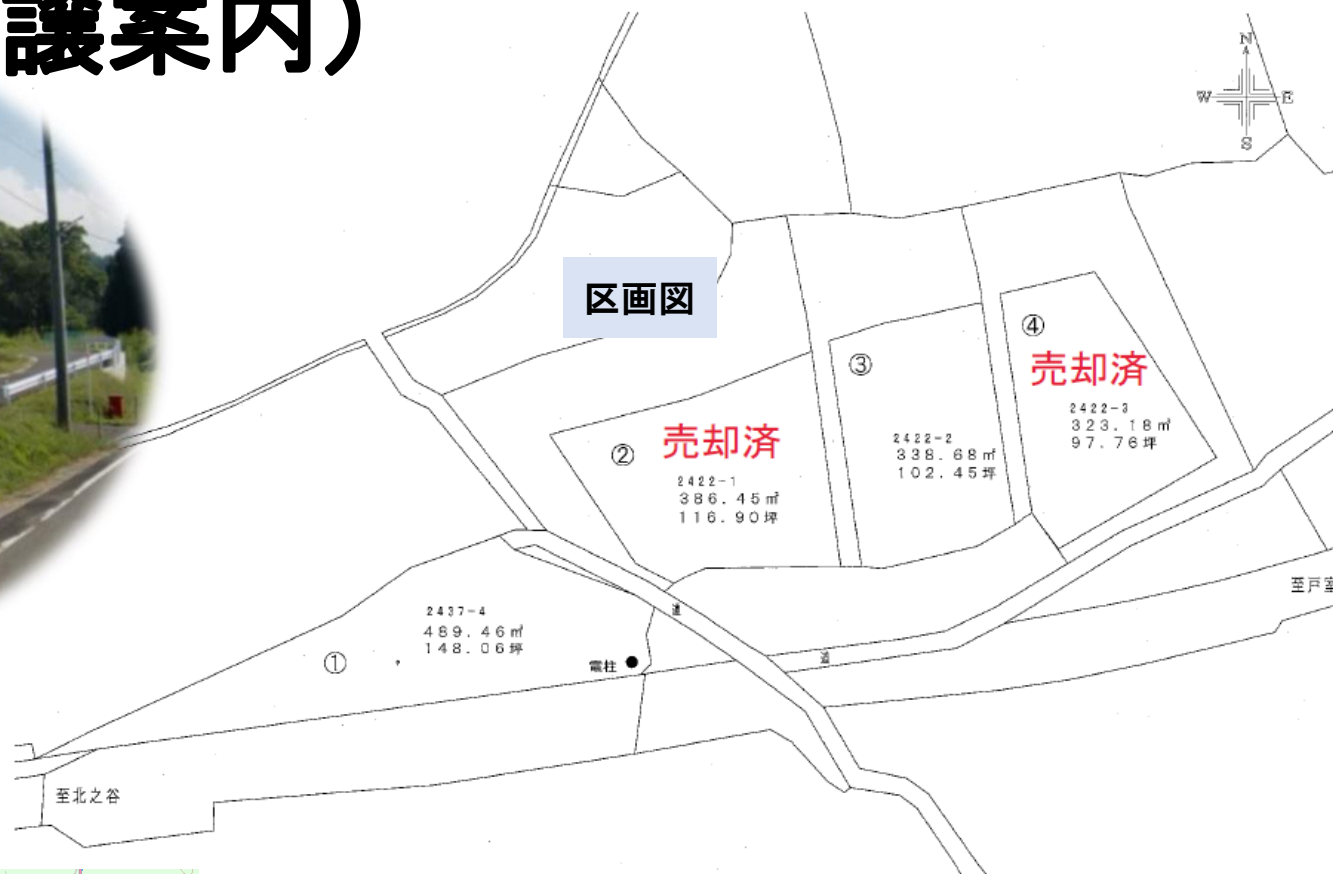 譲案内）
N
W E
S
区画図
④
売却済
2422-3
323.18㎡
97.76坪
③
2422-2
338.68㎡
102.45坪
② 売却済
2422-1
386.45㎡
116.90坪
至戸室
道
2437-4
489.46㎡
148.06坪
①
電柱
道
至北之谷